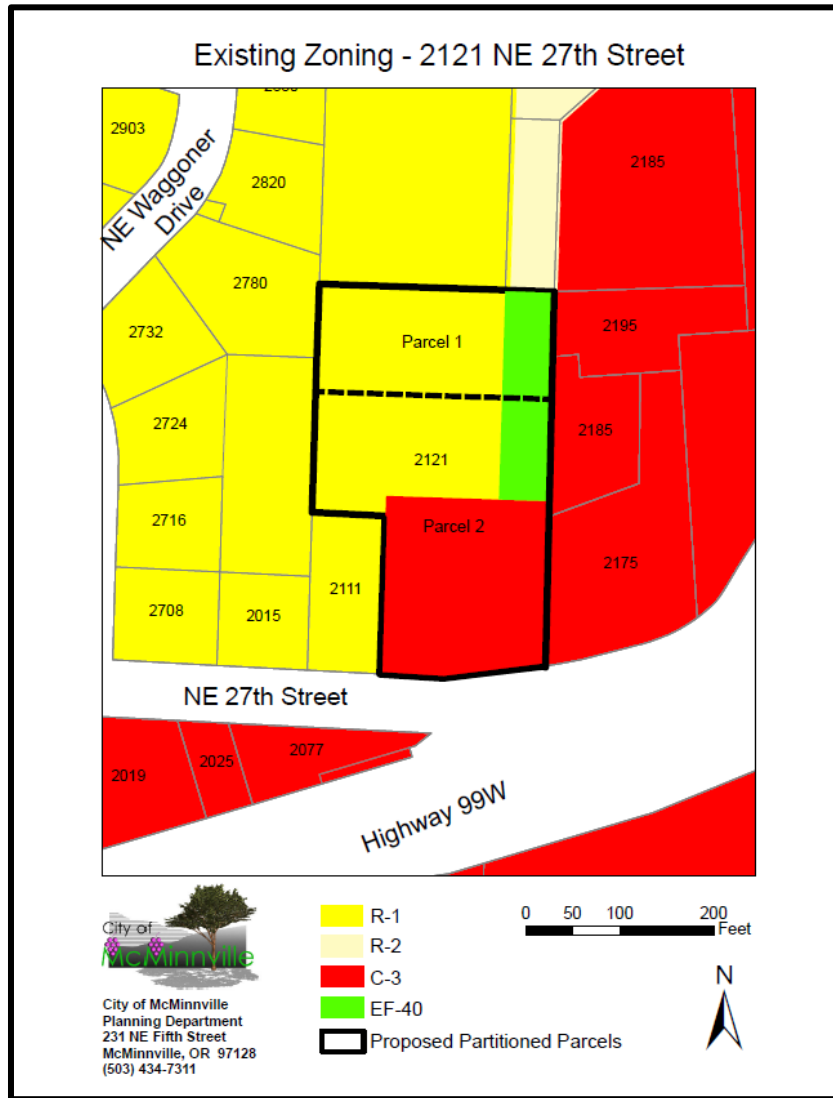 Existing Zoning - 2121 NE 27th Street
2903
NE Waggoner
Drive
2820
2185
2780
2732
Parcel 1
2195
2724
2121
2185
2716
Parcel 2
2111
2175
2708
2015
NE 27th Street
2019
2025
2077
Highway 99W
City of
McMinnville
City of McMinnville
Planning Department
231 NE Fifth Street
McMinnville, OR 97128
(503) 434-7311
R-1
R-2
C-3
EF-40
Proposed Partitioned Parcels
0 50 100 200
Feet
N